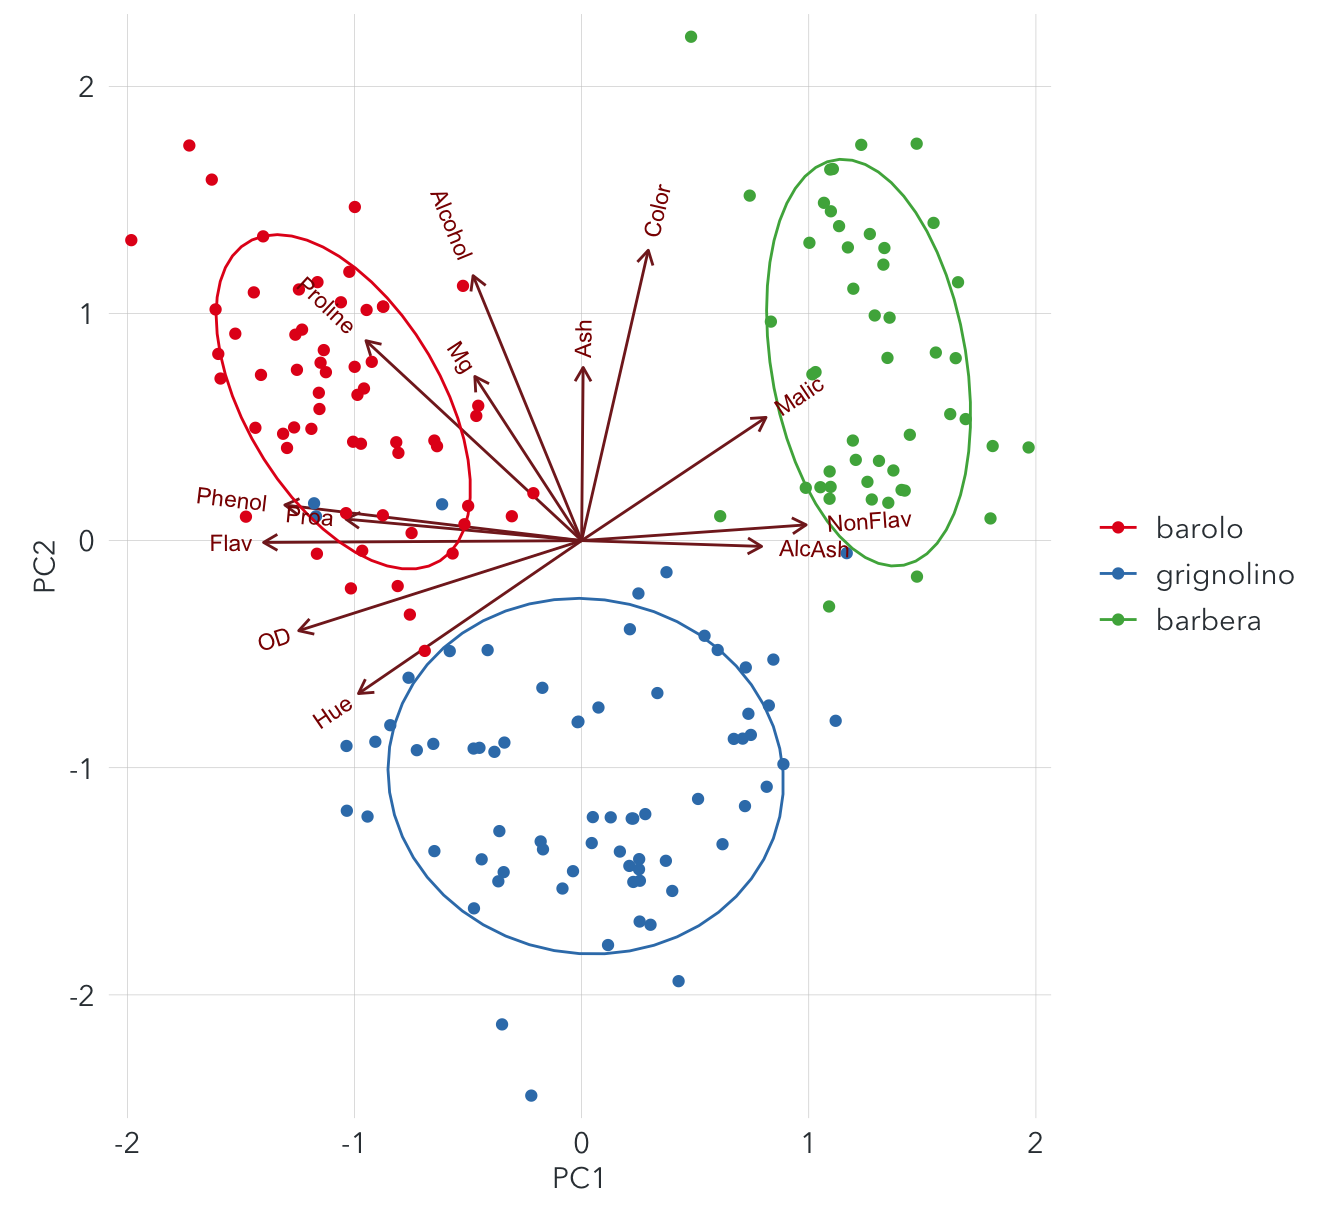 2
1
0
-1
-2
PC2
Alcohol
Color
Proline
Mg
Ash
Malic
Phenol
Proa
Flav
NonFlav
AlcAsh
OD
Hue
-2
-1
0
1
2
PC1
barolo
grignolino
barbera